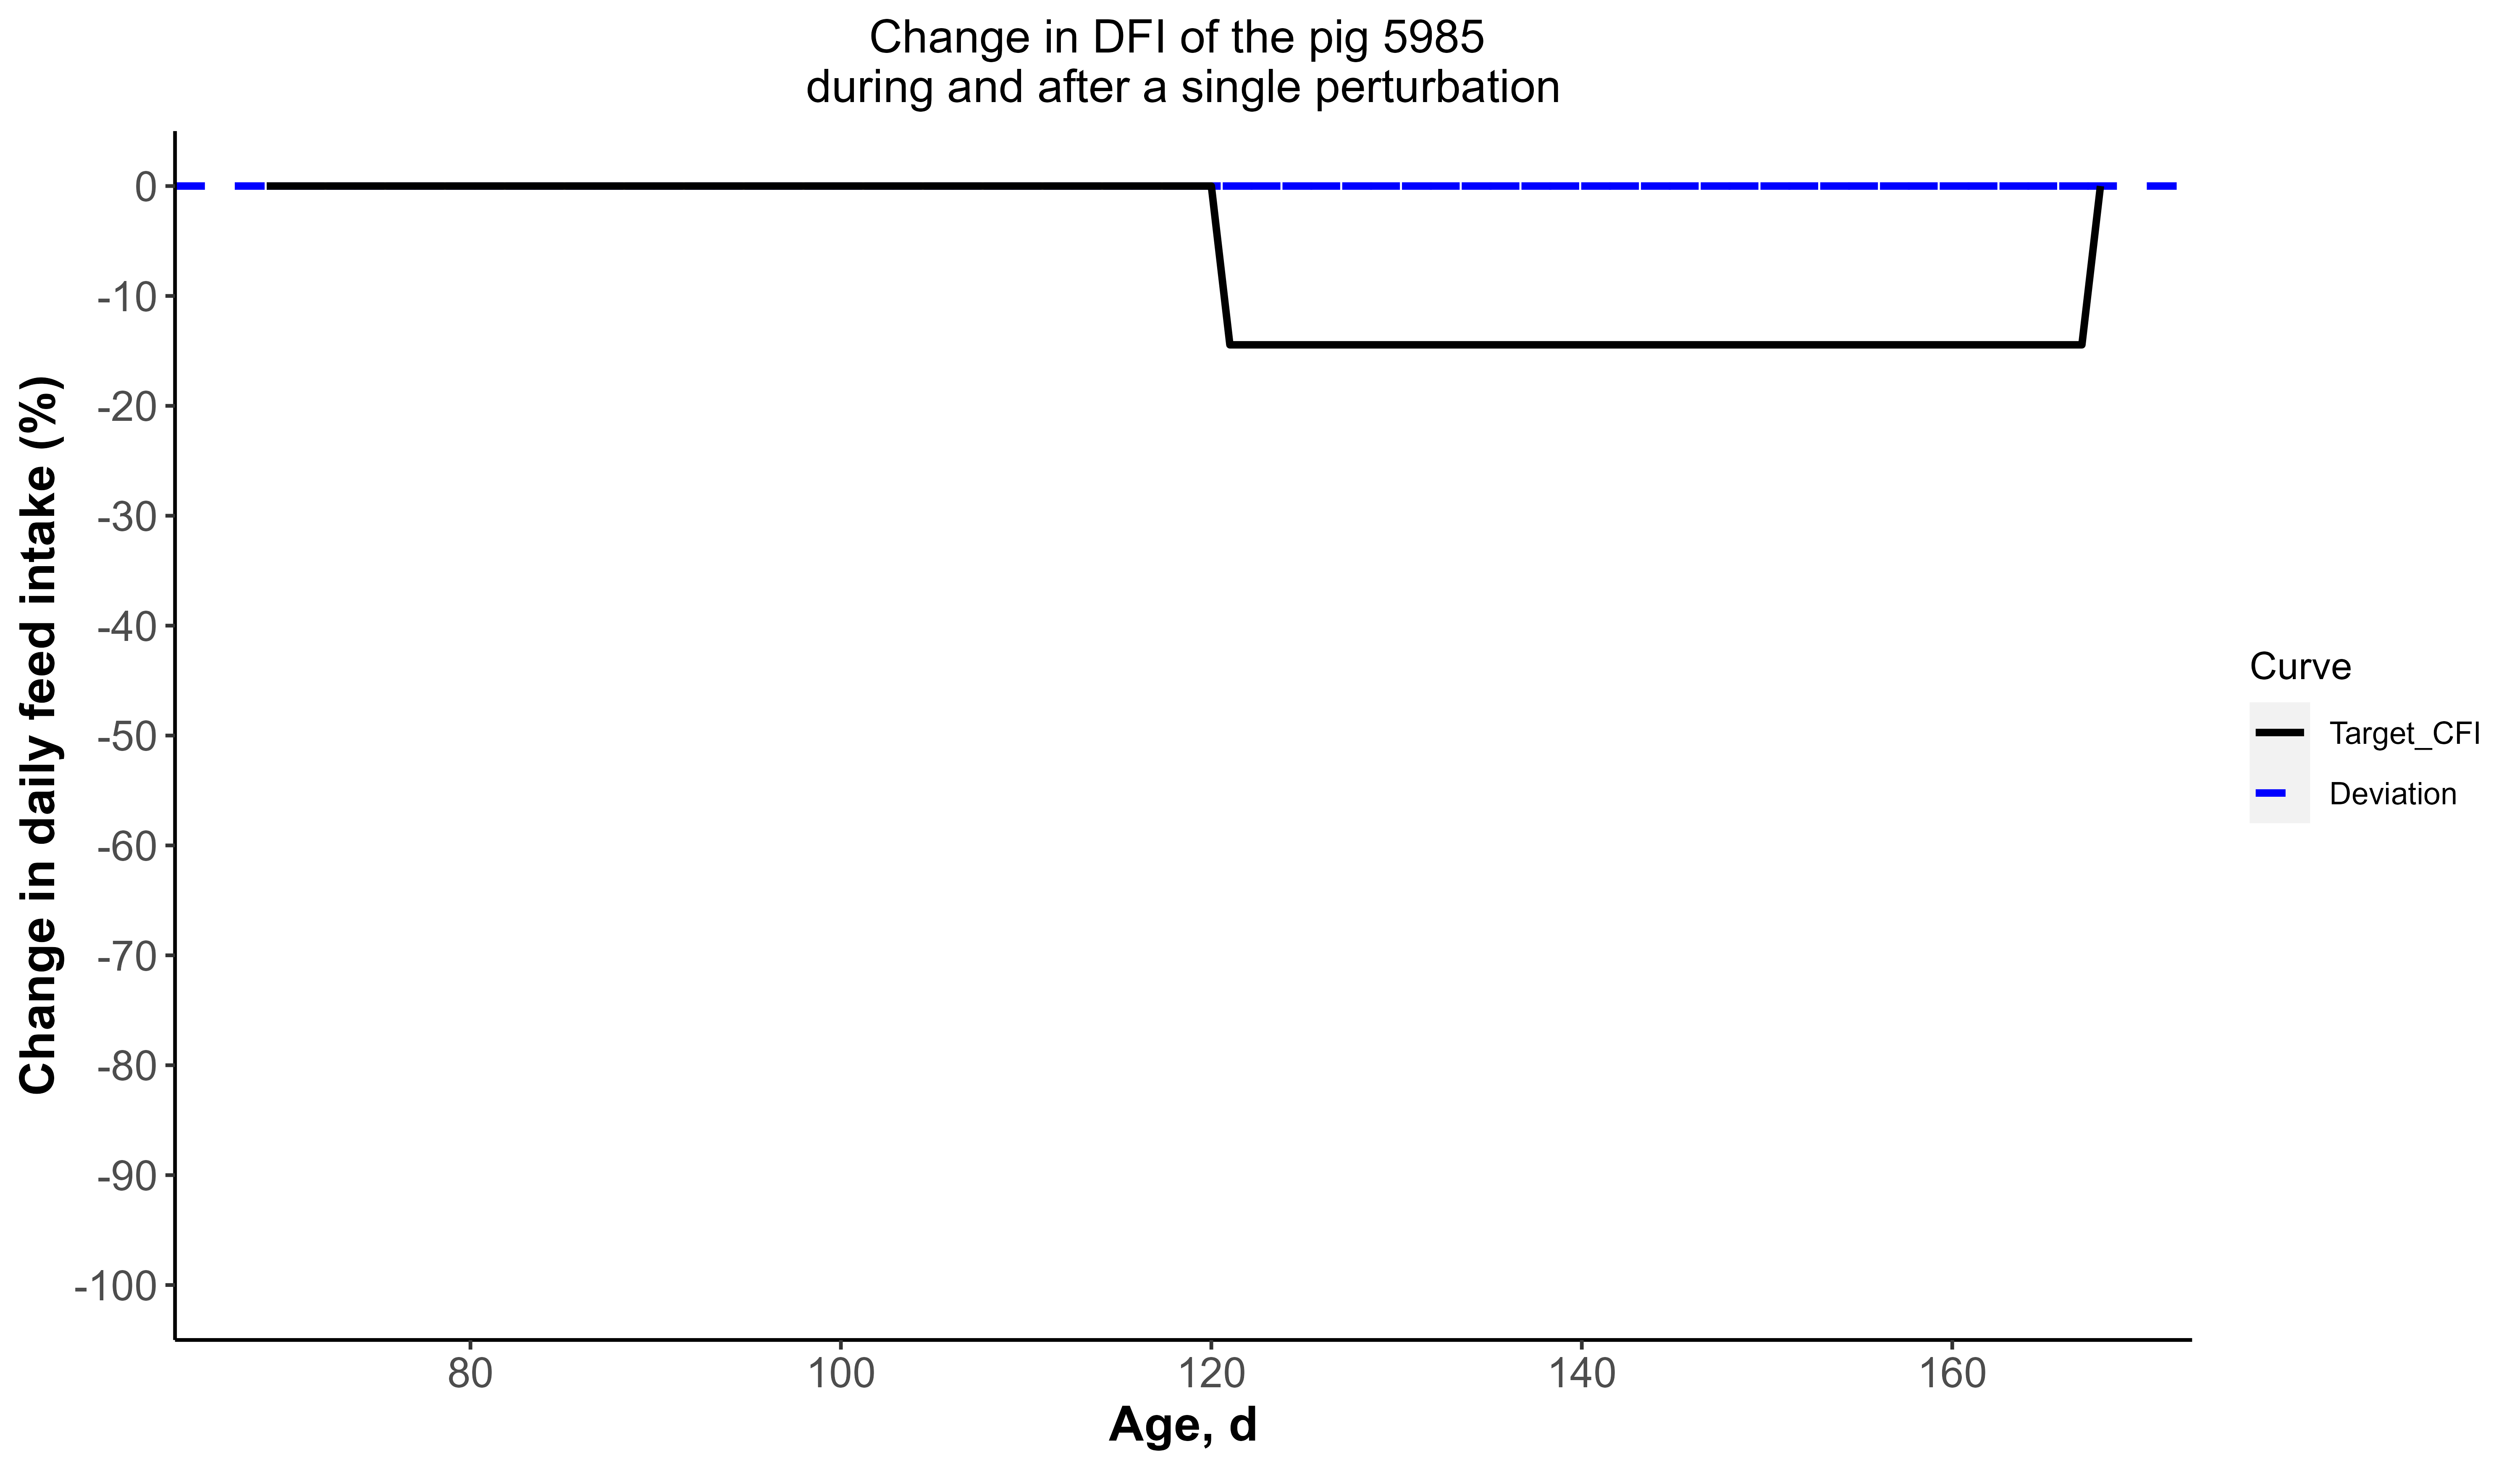 Change in DFI of the pig 5985
during and after a single perturbation
Change in daily feed intake (%)
0
-10
-20
-30
-40
-50
-60
-70
-80
-90
-100
80
100
120
140
160
Age, d
Curve
Target_CFI
Deviation